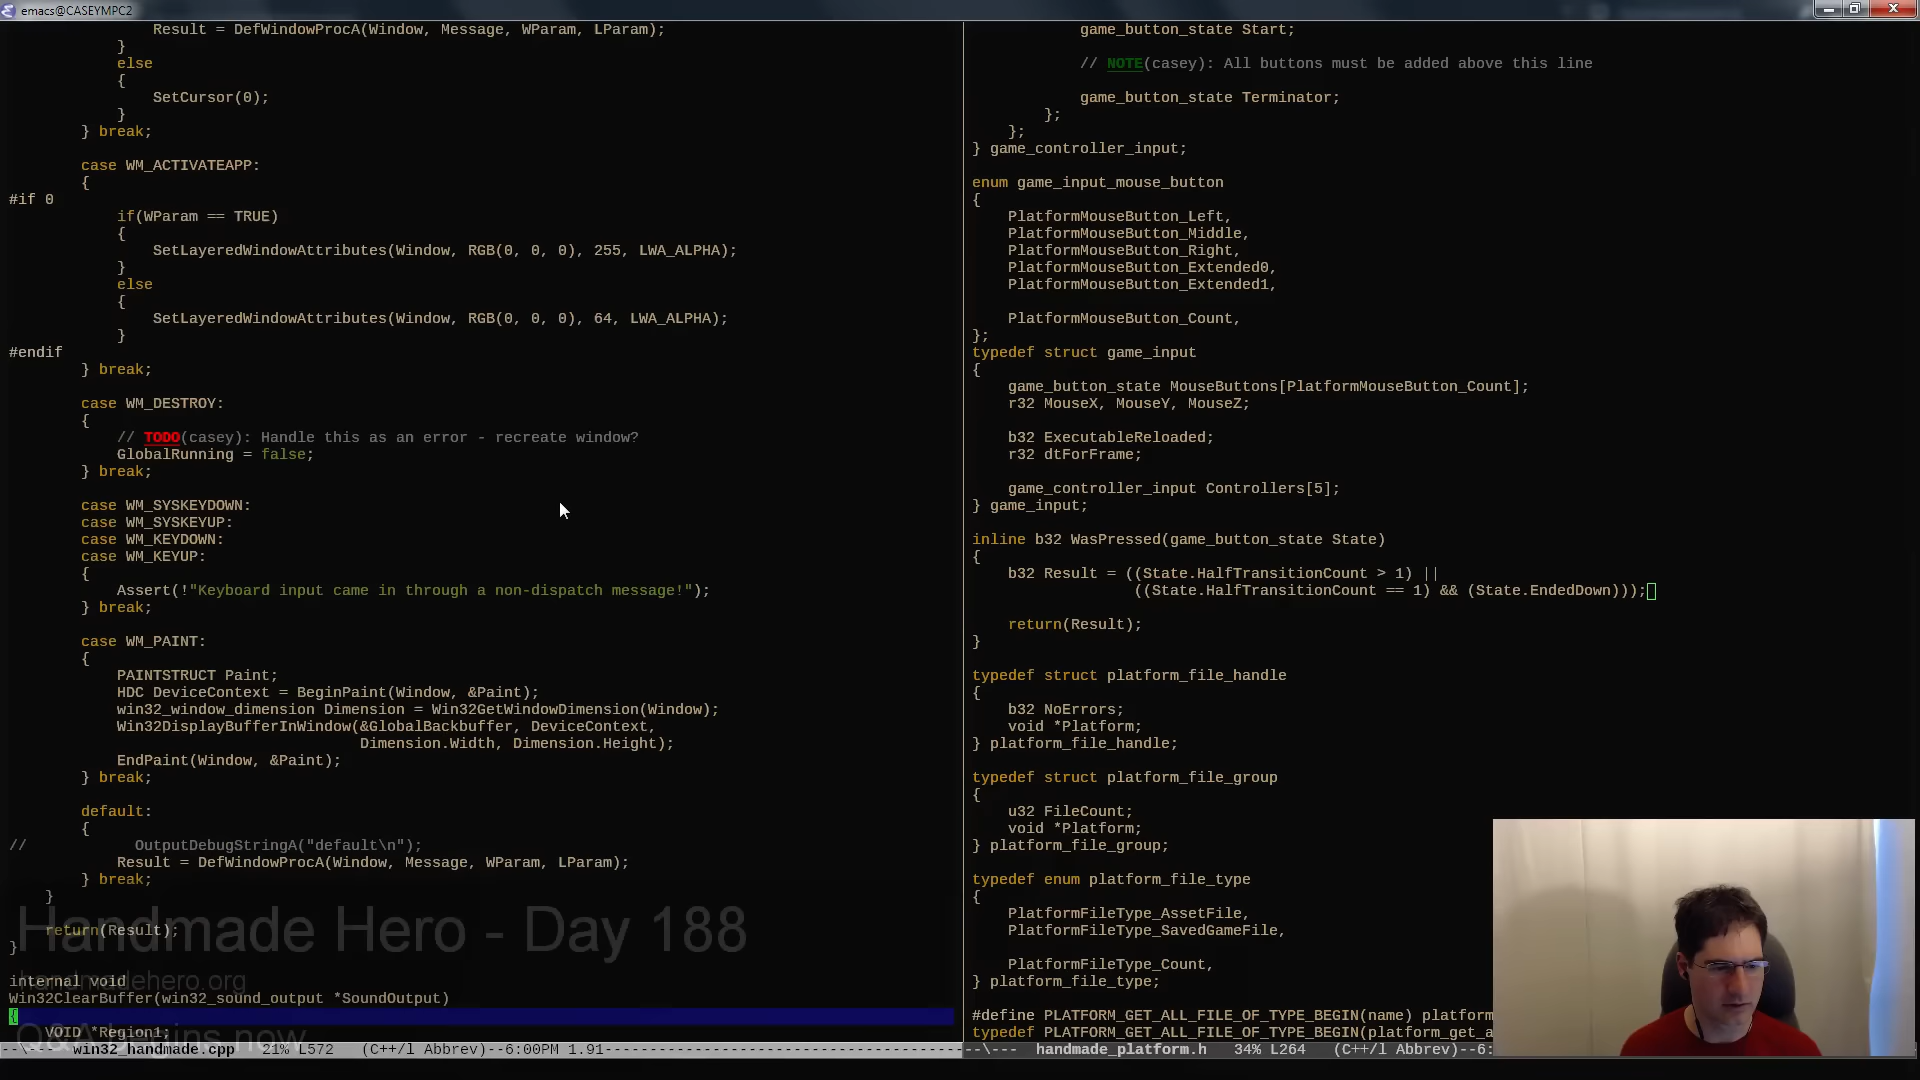 emacs@CASEYMPC2
Result = DefWindowProcA(Window, Message, WParam, LParam);
}
else
{
SetCursor(0);
}
} break;
case WM_ACTIVATEAPP:
{
#if 0
if(WParam == TRUE)
{
SetLayeredWindowAttributes(Window, RGB(0, 0, 0), 255, LWA_ALPHA);
}
else
{
SetLayeredWindowAttributes(Window, RGB(0, 0, 0), 64, LWA_ALPHA);
}
#endif
} break;
case WM_DESTROY:
{
// TODO(casey): Handle this as an error - recreate window?
GlobalRunning = false;
} break;
case WM_SYSKEYDOWN:
case WM_SYSKEYUP:
case WM_KEYDOWN:
case WM_KEYUP:
{
Assert(!"Keyboard input came in through a non-dispatch message!");
} break;
case WM_PAINT:
{
PAINTSTRUCT Paint;
HDC DeviceContext = BeginPaint(Window, &Paint);
win32_window_dimension Dimension = Win32GetWindowDimension(Window);
Win32DisplayBufferInWindow(&GlobalBackbuffer, DeviceContext,
Dimension.Width, Dimension.Height);
EndPaint(Window, &Paint);
} break;
default:
{
// OutputDebugStringA("default\n");
Result = DefWindowProcA(Window, Message, WParam, LParam);
} break;
}
Handmade Hero - Day 188
return(Result);
}
handmadehero.org
internal void
Win32ClearBuffer(win32_sound_output *SoundOutput)
{
Q&A begins now
VOID *Region1;
--\--- win32_handmade.cpp 21% L572 (C++/l Abbrev)--6:00PM 1.91
game_button_state Start;
// NOTE(casey): All buttons must be added above this line
game_button_state Terminator;
};
};
} game_controller_input;
enum game_input_mouse_button
{
PlatformMouseButton_Left,
PlatformMouseButton_Middle,
PlatformMouseButton_Right,
PlatformMouseButton_Extended0,
PlatformMouseButton_Extended1,
PlatformMouseButton_Count,
};
typedef struct game_input
{
game_button_state MouseButtons[PlatformMouseButton_Count];
r32 MouseX, MouseY, MouseZ;
b32 ExecutableReloaded;
r32 dtForFrame;
game_controller_input Controllers[5];
} game_input;
inline b32 WasPressed(game_button_state State)
{
b32 Result = ((State.HalfTransitionCount > 1) ||
((State.HalfTransitionCount == 1) && (State.EndedDown)));
return(Result);
}
typedef struct platform_file_handle
{
b32 NoErrors;
void *Platform;
} platform_file_handle;
typedef struct platform_file_group
{
u32 FileCount;
void *Platform;
} platform_file_group;
typedef enum platform_file_type
{
PlatformFileType_AssetFile,
PlatformFileType_SavedGameFile,
PlatformFileType_Count,
} platform_file_type;
#define PLATFORM_GET_ALL_FILE_OF_TYPE_BEGIN(name) platform
typedef PLATFORM_GET_ALL_FILE_OF_TYPE_BEGIN(platform_get_a
--\--- handmade_platform.h 34% L264 (C++/l Abbrev)--6: